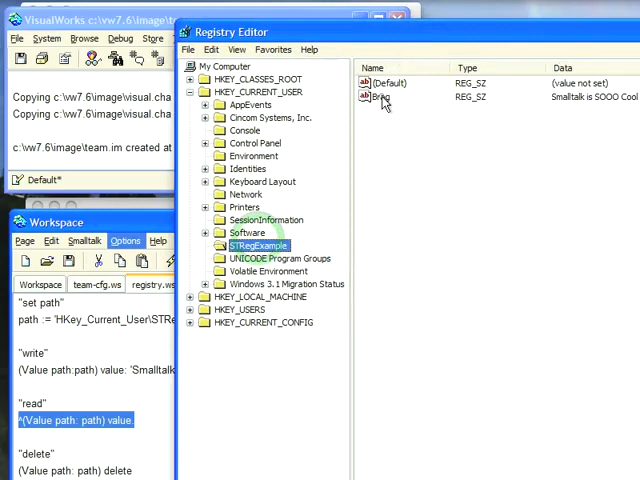 VisualWorks c:\vw7.6\image\
File System Browse Debug Store
Copying c:\vw7.6\image\visual.cha
Copying c:\vw7.6\image\visual.cha
c:\vw7.6\image\team.im created at
Default*
Registry Editor
File Edit View Favorites Help
My Computer
HKEY_CLASSES_ROOT
HKEY_CURRENT_USER
AppEvents
Cincom Systems, Inc.
Console
Control Panel
Environment
Identities
Keyboard Layout
Network
Printers
SessionInformation
Software
STRegExample
UNICODE Program Groups
Volatile Environment
Windows 3.1 Migration Status
HKEY_LOCAL_MACHINE
HKEY_USERS
HKEY_CURRENT_CONFIG
Name Type Data
(Default) REG_SZ (value not set)
REG_SZ Smalltalk is SOOO Cool
Workspace
Page Edit Smalltalk Options Help
Workspace team-cfg.ws registry.ws
"set path"
path := 'HKey_Current_User\STRe
"write"
(Value path:path) value: 'Smalltalk
"read"
^(Value path: path) value.
"delete"
(Value path: path) delete